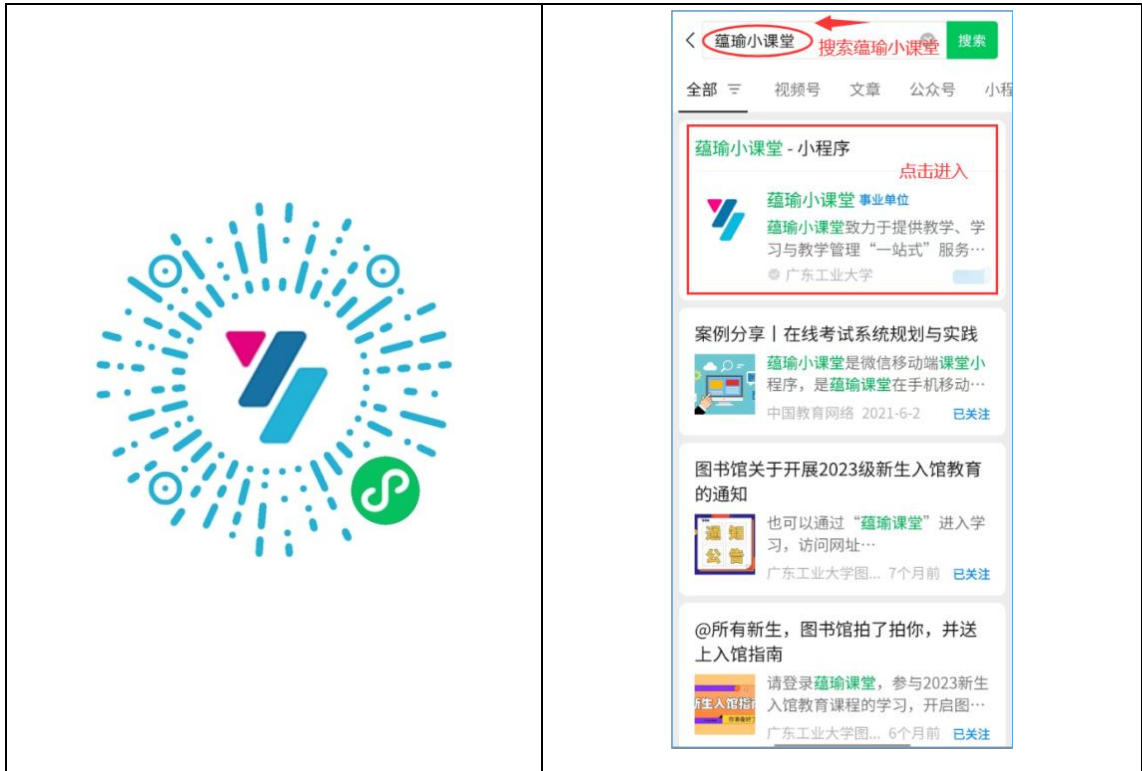 蕴瑜小课堂
搜索蕴瑜小课堂
搜索
全部
视频号
文章
公众号
小程
蕴瑜小课堂 - 小程序
点击进入
蕴瑜小课堂 事业单位
蕴瑜小课堂致力于提供教学、学
习与教学管理“一站式”服务…
广东工业大学
案例分享丨在线考试系统规划与实践
蕴瑜小课堂是微信移动端课堂小
程序，是蕴瑜课堂在手机移动…
中国教育网络 2021-6-2 已关注
图书馆关于开展2023级新生入馆教育
的通知
通知
公告
也可以通过“蕴瑜课堂”进入学
习，访问网址…
广东工业大学图... 7个月前 已关注
@所有新生，图书馆拍了拍你，并送
上入馆指南
请登录蕴瑜课堂，参与2023新生
入馆教育课程的学习，开启图…
新生入馆指南
广东工业大学图... 6个月前 已关注